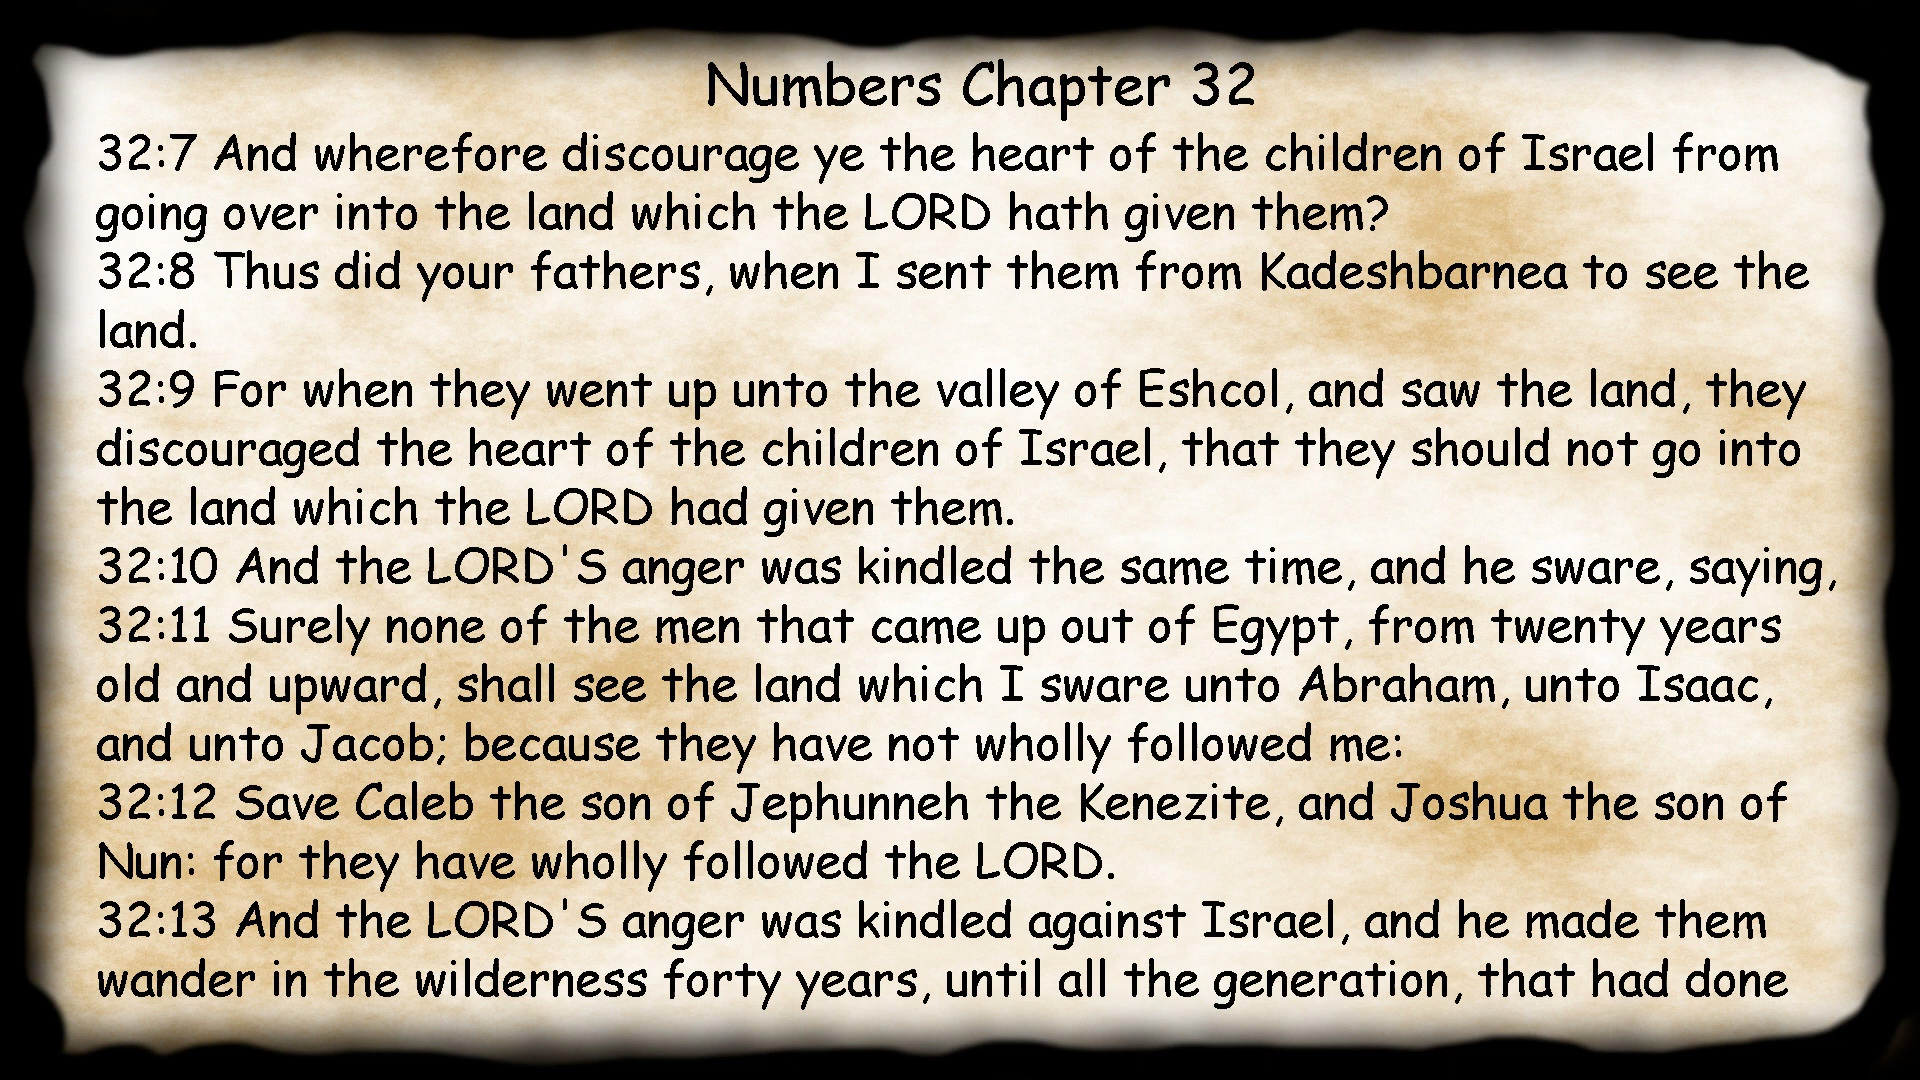 Numbers Chapter 32
32:7 And wherefore discourage ye the heart of the children of Israel from
going over into the land which the LORD hath given them?
32:8 Thus did your fathers, when I sent them from Kadeshbarnea to see the
land.
32:9 For when they went up unto the valley of Eshcol, and saw the land, they
discouraged the heart of the children of Israel, that they should not go into
the land which the LORD had given them.
32:10 And the LORD'S anger was kindled the same time, and he sware, saying,
32:11 Surely none of the men that came up out of Egypt, from twenty years
old and upward, shall see the land which I sware unto Abraham, unto Isaac,
and unto Jacob; because they have not wholly followed me:
32:12 Save Caleb the son of Jephunneh the Kenezite, and Joshua the son of
Nun: for they have wholly followed the LORD.
32:13 And the LORD'S anger was kindled against Israel, and he made them
wander in the wilderness forty years, until all the generation, that had done